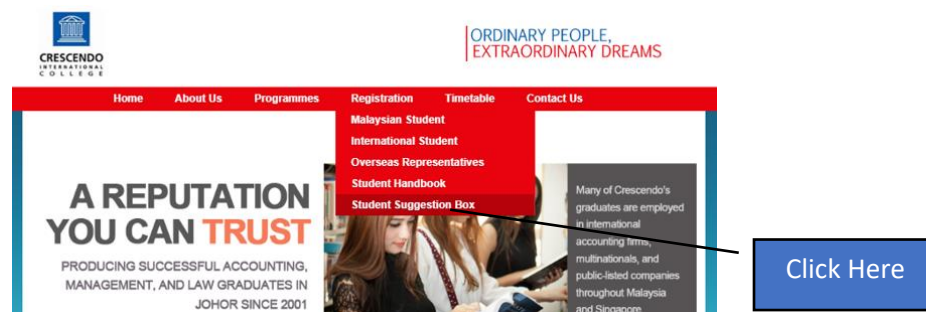 CRESCENDO
INTERNATIONAL
COLLEGE
ORDINARY PEOPLE,
EXTRAORDINARY DREAMS
Home About Us Programmes Registration Timetable Contact Us
Malaysian Student
International Student
Overseas Representatives
Student Handbook
Student Suggestion Box
A REPUTATION
YOU CAN TRUST
PRODUCING SUCCESSFUL ACCOUNTING,
MANAGEMENT, AND LAW GRADUATES IN
JOHOR SINCE 2001
Many of Crescendo's
graduates are employed
in international
accounting firms,
multinationals, and
public-listed companies
throughout Malaysia
and Singapore
Click Here